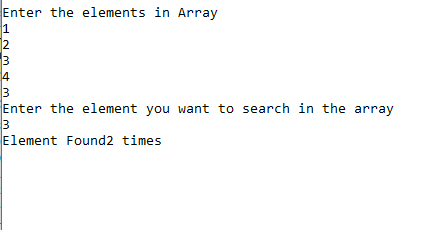 Enter the elements in Array
1
2
3
4
3
Enter the element you want to search in the array
3
Element Found2 times